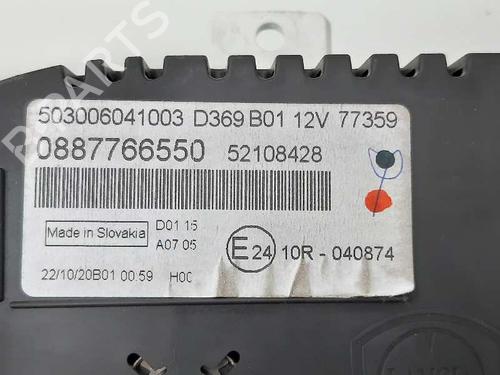 503006041003 D369 B01 12V 77359
0887766550 52108428
Made in Slovakia
D01 15
A07 05
E24 10R - 040874
22/10/20B01 00:59 H00
PARTS